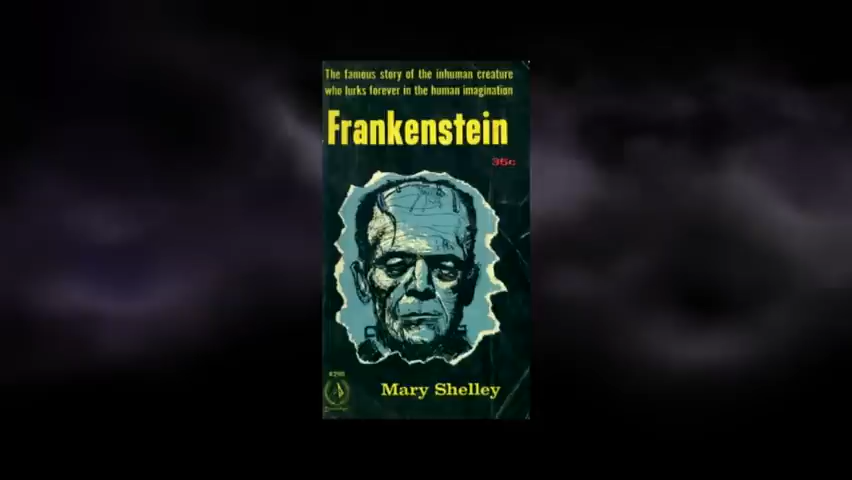 The famous story of the inhuman creature
who lurks forever in the human imagination
Frankenstein
35c
Mary Shelley